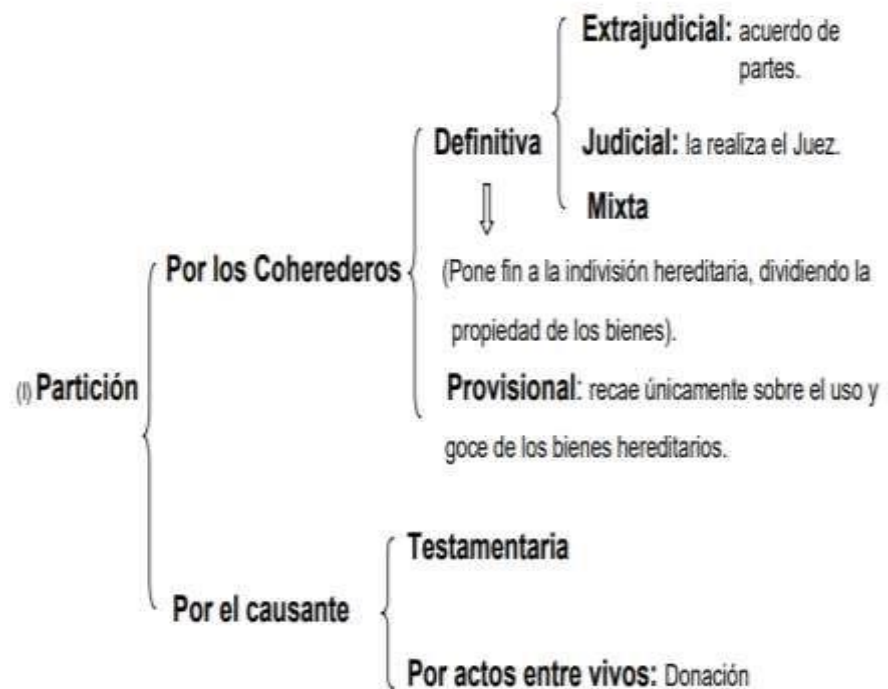 Extrajudicial: acuerdo de
partes.
Definitiva
Judicial: la realiza el Juez.
Mixta
Por los Coherederos
(Pone fin a la indivisión hereditaria, dividiendo la
propiedad de los bienes).
(I) Partición
Provisional: recae únicamente sobre el uso y
goce de los bienes hereditarios.
Testamentaria
Por el causante
Por actos entre vivos: Donación